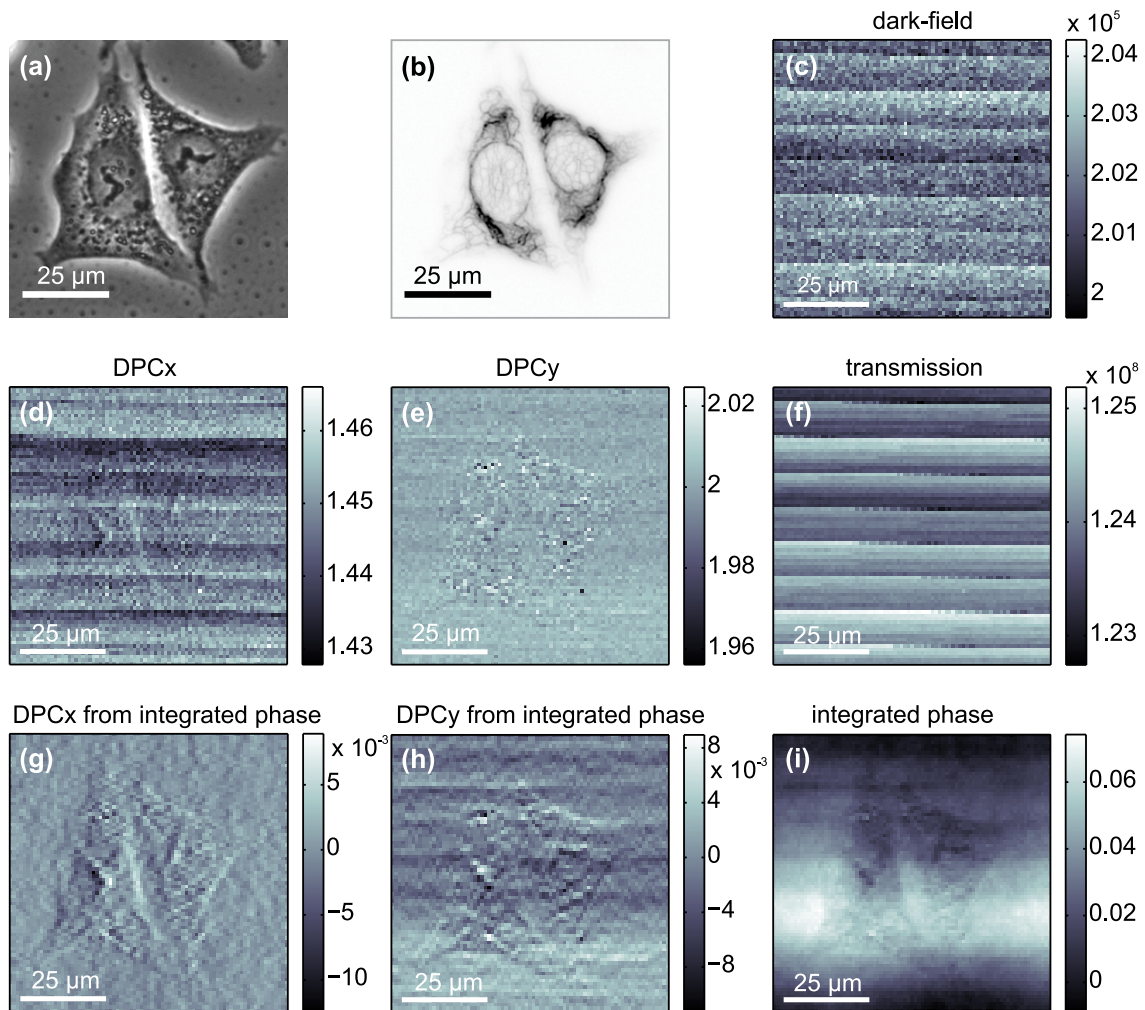 (a)
25 µm
(b)
25 µm
dark-field
(c)
25 µm
x 10⁵
2.04
2.03
2.02
2.01
2
DPCx
(d)
25 µm
1.46
1.45
1.44
1.43
DPCy
(e)
25 µm
2.02
2
1.98
1.96
transmission
(f)
25 µm
x 10⁸
1.25
1.24
1.23
DPCx from integrated phase
(g)
25 µm
x 10⁻³
5
0
−5
−10
DPCy from integrated phase
(h)
25 µm
8
x 10⁻³
4
0
−4
−8
integrated phase
(i)
25 µm
0.06
0.04
0.02
0